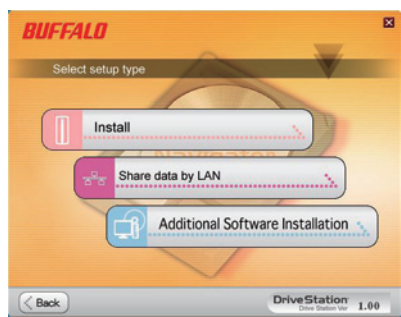 BUFFALO
Select setup type
Install
Navigator
Share data by LAN
Additional Software Installation
Back
DriveStation
Drive Station Ver 1.00